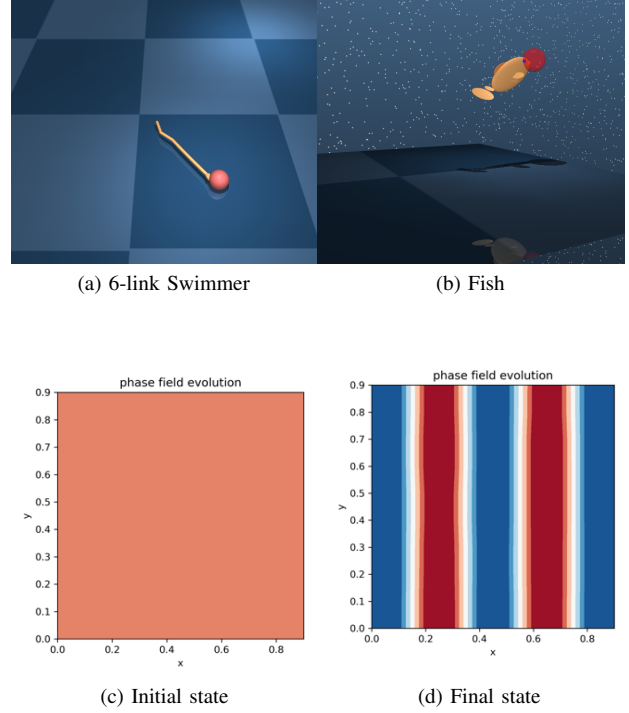 (a) 6-link Swimmer
(b) Fish
phase field evolution
0.9
0.8
0.7
0.6
0.5
0.4
0.3
0.2
0.1
0.0
y
0.0 0.2 0.4 0.6 0.8
x
(c) Initial state
phase field evolution
0.9
0.8
0.7
0.6
0.5
0.4
0.3
0.2
0.1
0.0
y
0.0 0.2 0.4 0.6 0.8
x
(d) Final state